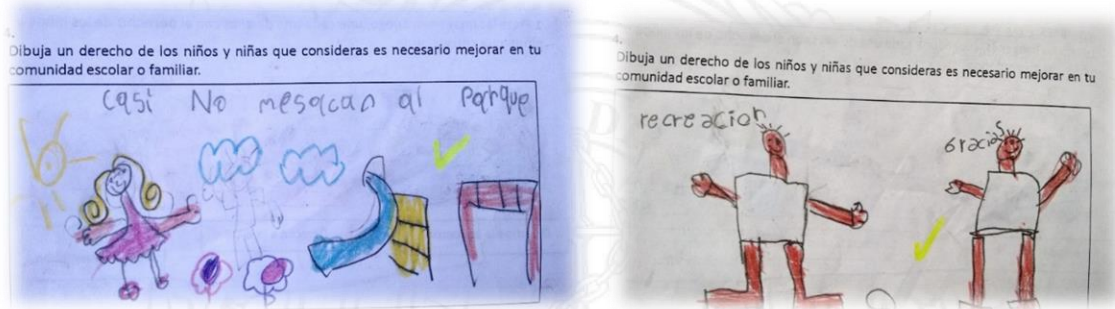 4.
Dibuja un derecho de los niños y niñas que consideras es necesario mejorar en tu
comunidad escolar o familiar.
Casi No mesacan al Parque
4.
Dibuja un derecho de los niños y niñas que consideras es necesario mejorar en tu
comunidad escolar o familiar.
recreacion
Gracias